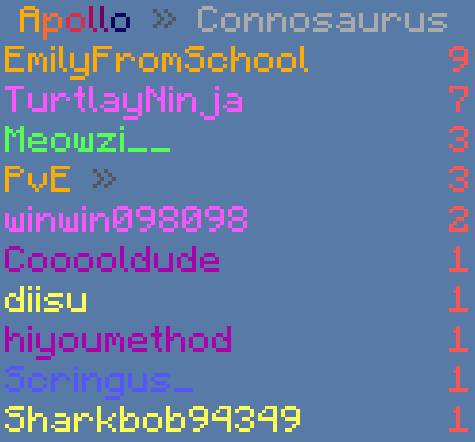 Apollo » Connosaurus
EmilyFromSchool 9
TurtlayNinja 7
Meowzi__ 3
PvE » 3
winwin098098 2
Cooooldude 1
diisu 1
hiyoumethod 1
Scringus_ 1
Sharkbob94349 1